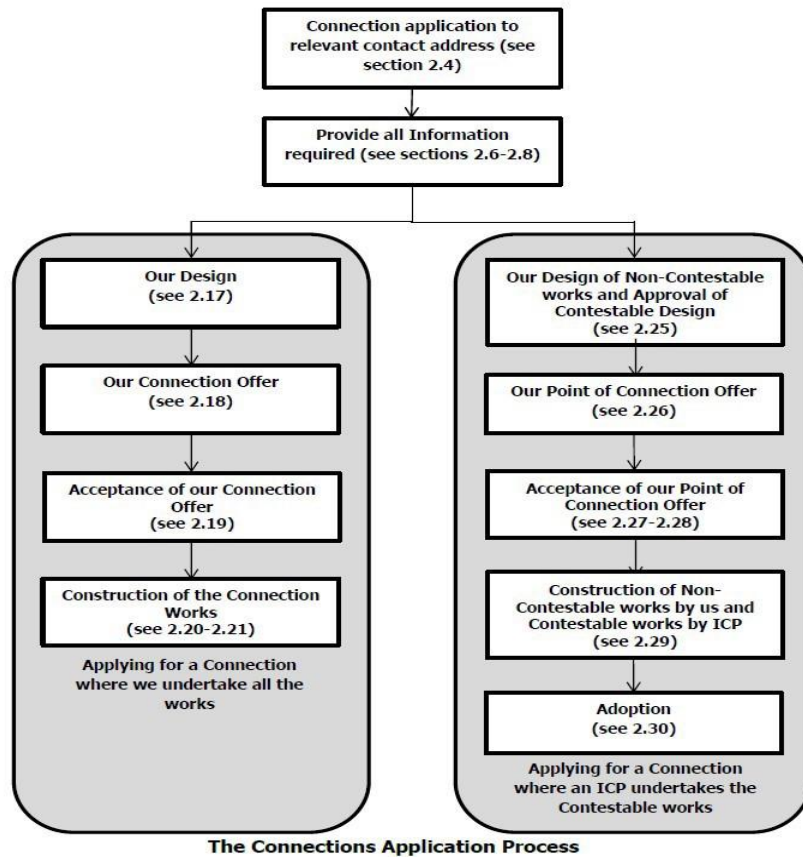 Connection application to
relevant contact address (see
section 2.4)
Provide all Information
required (see sections 2.6-2.8)
Our Design
(see 2.17)
Our Connection Offer
(see 2.18)
Acceptance of our Connection
Offer
(see 2.19)
Construction of the Connection
Works
(see 2.20-2.21)
Applying for a Connection
where we undertake all the
works
Our Design of Non-Contestable
works and Approval of
Contestable Design
(see 2.25)
Our Point of Connection Offer
(see 2.26)
Acceptance of our Point of
Connection Offer
(see 2.27-2.28)
Construction of Non-
Contestable works by us and
Contestable works by ICP
(see 2.29)
Adoption
(see 2.30)
Applying for a Connection
where an ICP undertakes the
Contestable works
The Connections Application Process